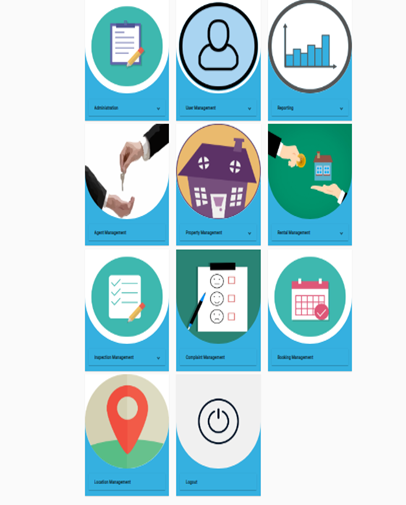 Administration
User Management
Reporting
Agent Management
Property Management
Rental Management
Inspection Management
Complaint Management
Booking Management
Location Management
Logout